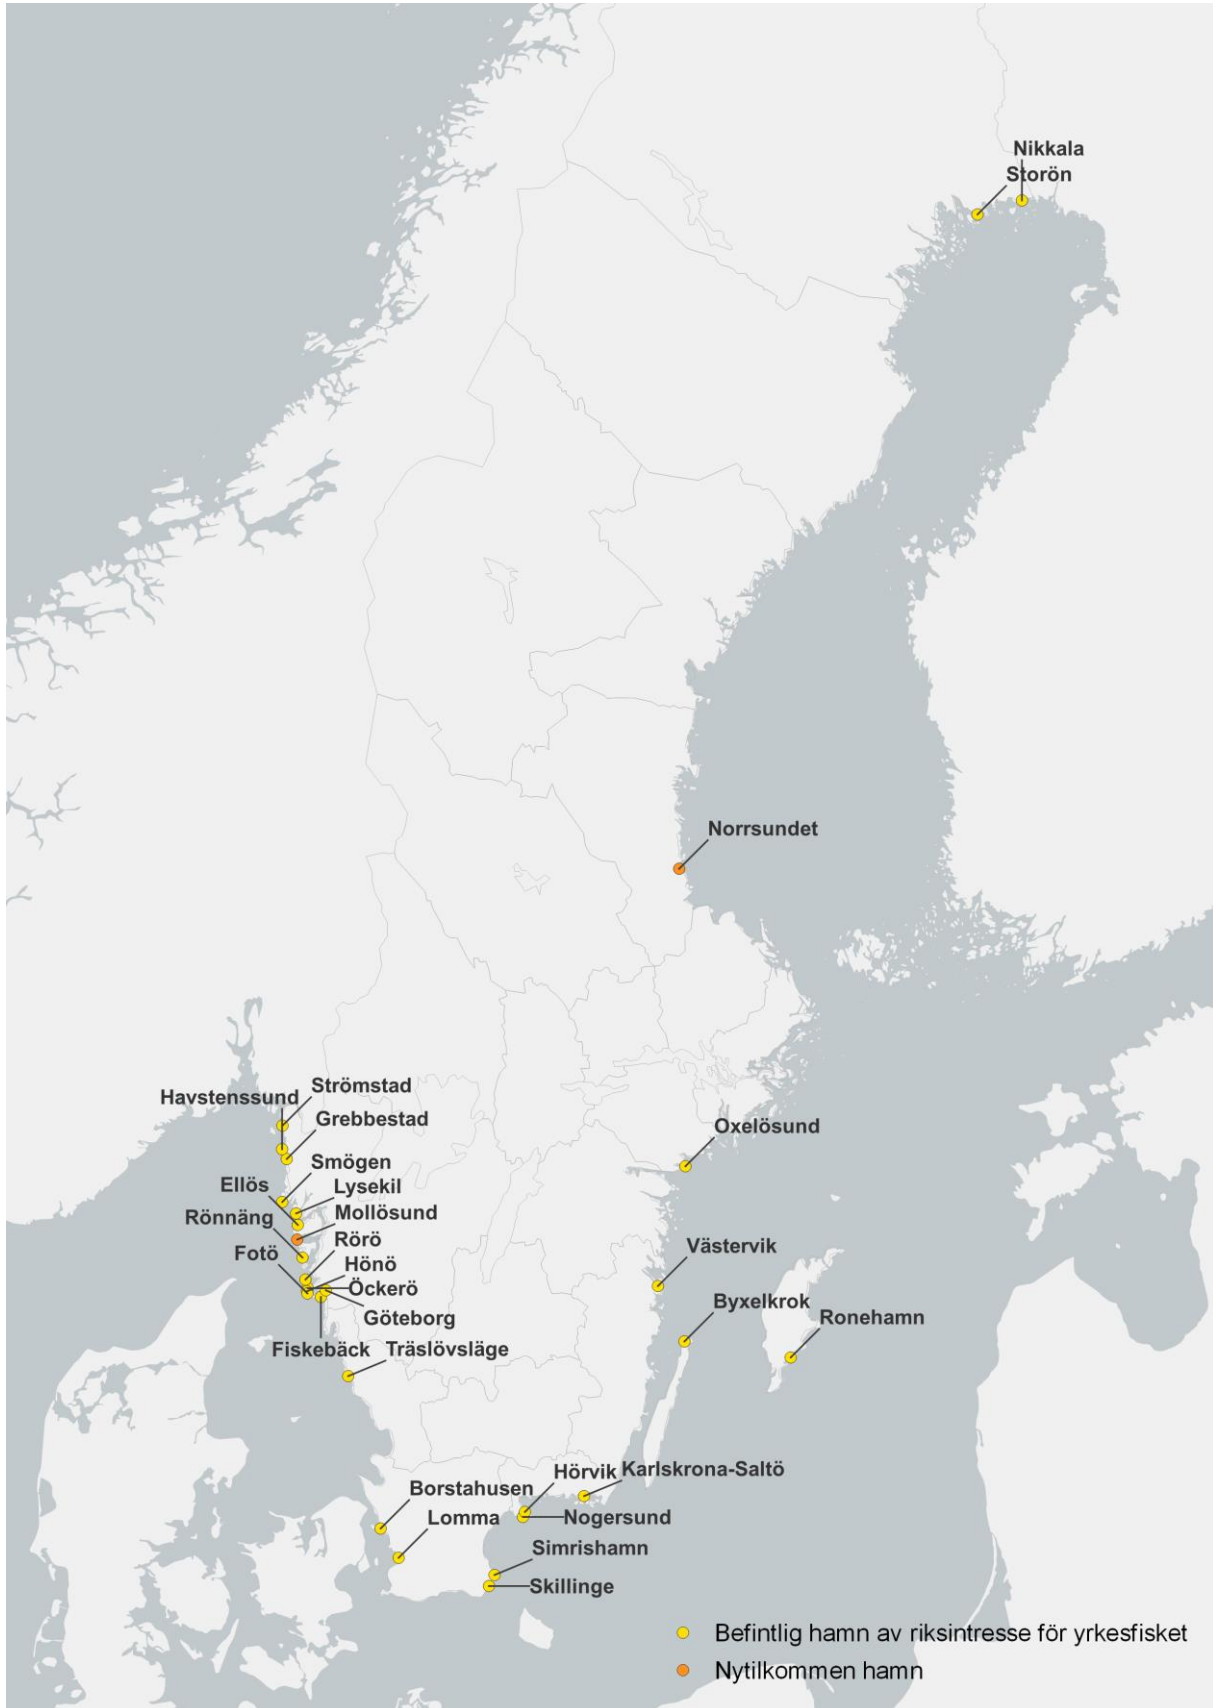 Nikkala
Storön
Norrsundet
Strömstad
Havstenssund
Grebbestad
Oxelösund
Smögen
Ellös
Lysekil
Mollösund
Rönnäng
Rörö
Västervik
Fotö
Hönö
Öckerö
Byxelkrok
Göteborg
Ronehamn
Fiskebäck
Träslövsläge
Hörvik
Karlskrona-Saltö
Borstahusen
Lomma
Nogersund
Simrishamn
Skillinge
Befintlig hamn av riksintresse för yrkesfisket
Nytilkommen hamn